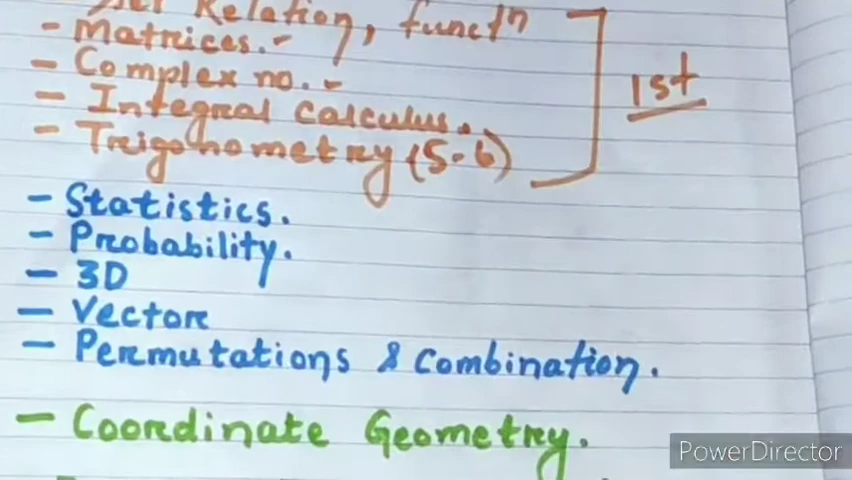 Set Relation, functn
- Matrices.-
- Complex no.-
- Integral calculus.
- Trigonometry (5-6)
1st
- Statistics.
- Probability.
- 3D
- Vector
- Permutations & Combination.
- Coordinate Geometry.
PowerDirector